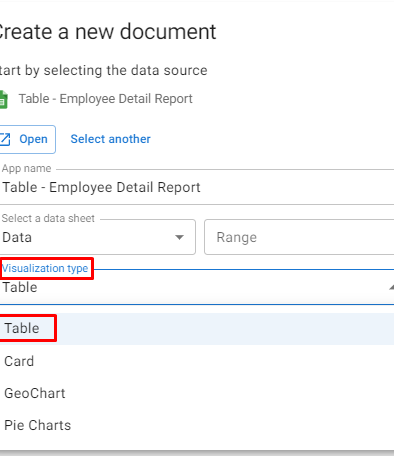 Create a new document
tart by selecting the data source
Table - Employee Detail Report
Open Select another
App name
Table - Employee Detail Report
Select a data sheet
Data Range
Visualization type
Table
Table
Card
GeoChart
Pie Charts